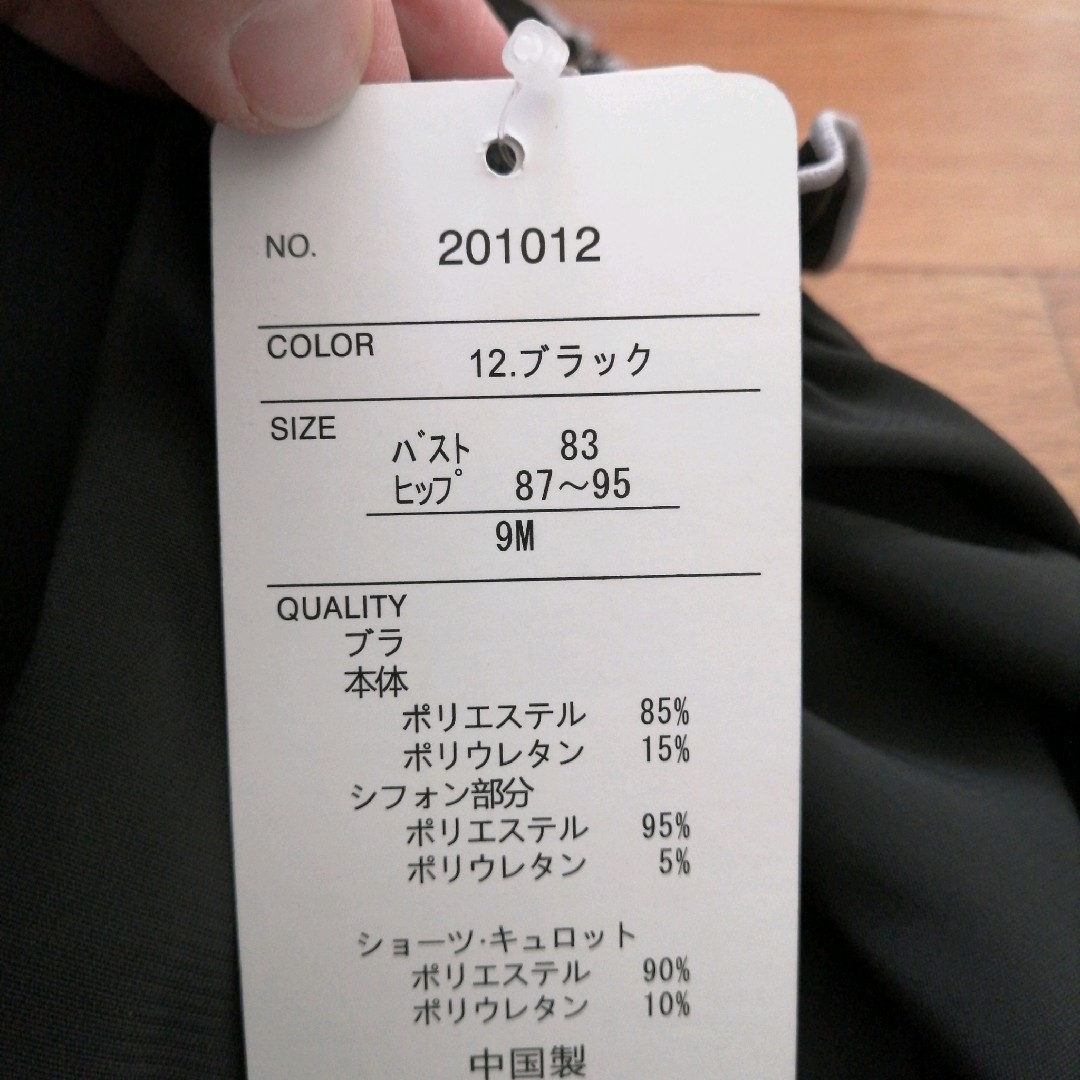 NO. 201012
COLOR 12.ブラック
SIZE
バスト 83
ヒップ 87～95
9M
QUALITY
ブラ
本体
ポリエステル 85%
ポリウレタン 15%
シフォン部分
ポリエステル 95%
ポリウレタン 5%
ショーツ・キュロット
ポリエステル 90%
ポリウレタン 10%
中国製